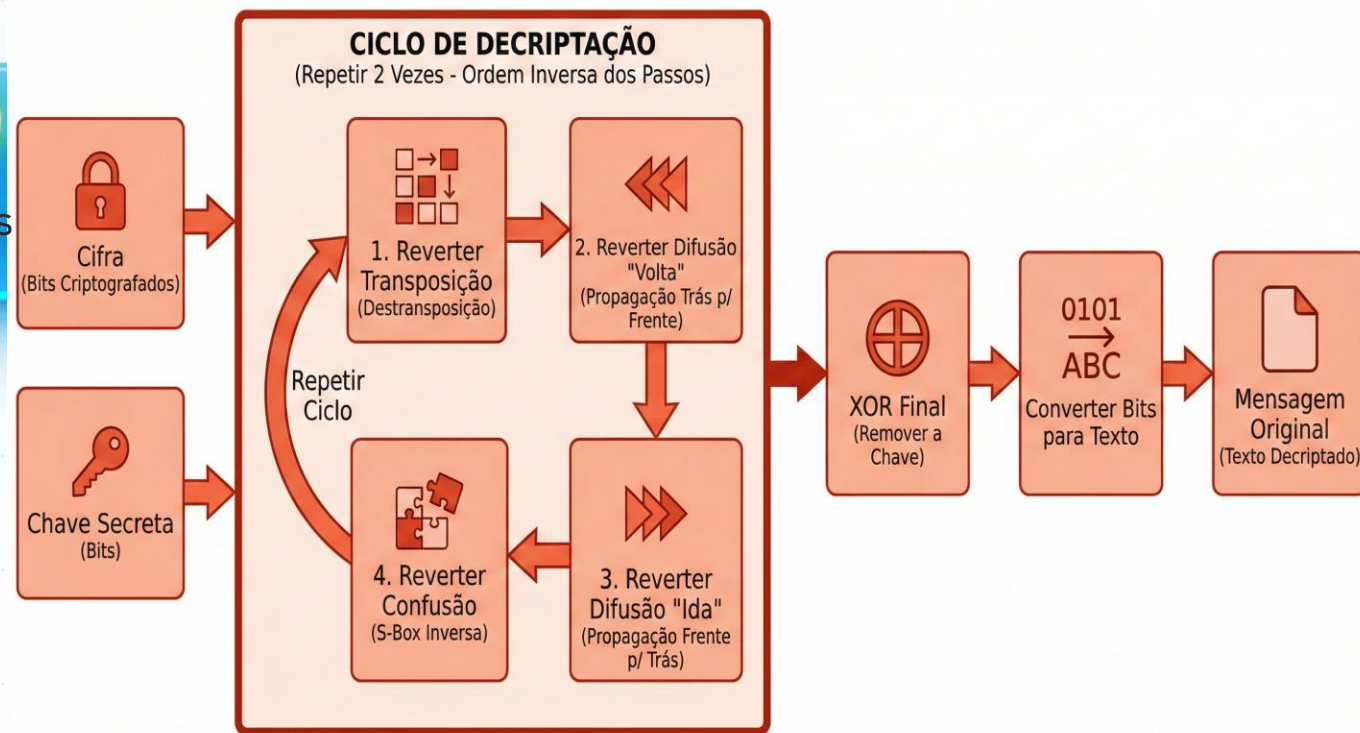 CICLO DE DECRIPTAÇÃO
(Repetir 2 Vezes - Ordem Inversa dos Passos)
s
Cifra
(Bits Criptografados)
Chave Secreta
(Bits)
1. Reverter
Transposição
(Destransposição)
2. Reverter Difusão
"Volta"
(Propagação Trás p/
Frente)
3. Reverter
Difusão "Ida"
(Propagação Frente
p/ Trás)
4. Reverter
Confusão
(S-Box Inversa)
Repetir
Ciclo
XOR Final
(Remover a
Chave)
0101
→
ABC
Converter Bits
para Texto
Mensagem
Original
(Texto Decriptado)